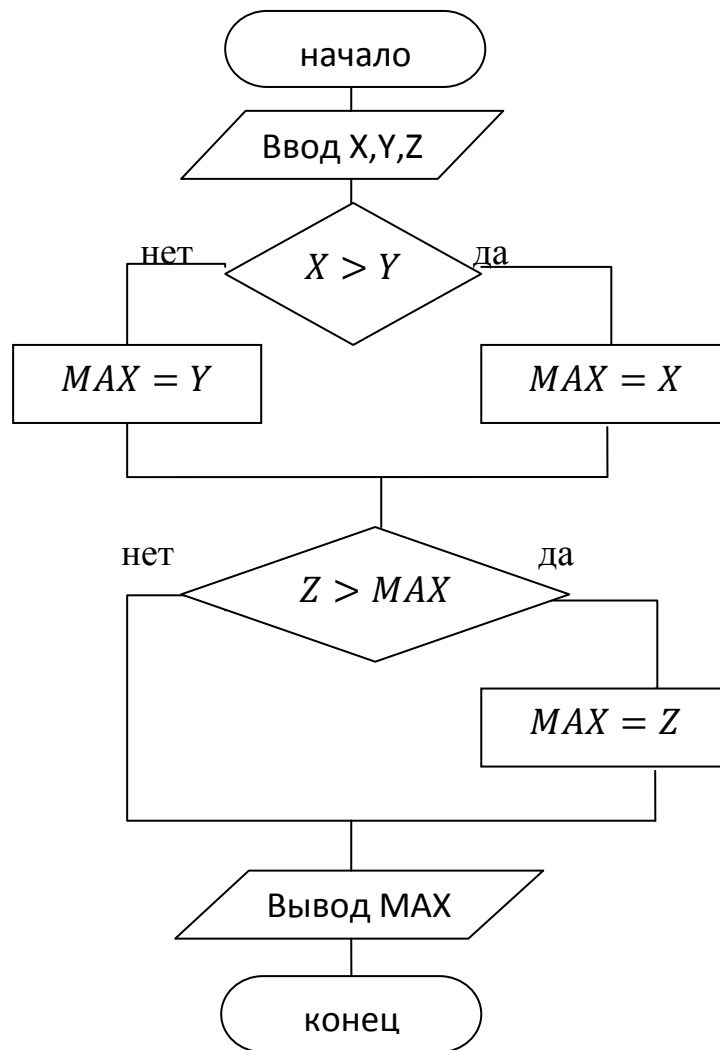 начало
Ввод X,Y,Z
нет
X > Y
да
MAX = Y
MAX = X
нет
да
Z > MAX
MAX = Z
Вывод MAX
конец